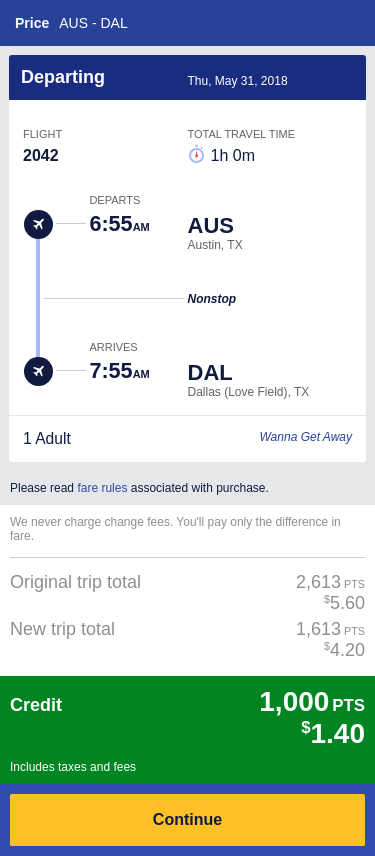 Price AUS - DAL
Departing Thu, May 31, 2018
FLIGHT TOTAL TRAVEL TIME
2042 1h 0m
DEPARTS
6:55AM AUS
Austin, TX
Nonstop
ARRIVES
7:55AM DAL
Dallas (Love Field), TX
1 Adult Wanna Get Away
Please read fare rules associated with purchase.
We never charge change fees. You'll pay only the difference in
fare.
Original trip total 2,613 PTS
$5.60
New trip total 1,613 PTS
$4.20
Credit 1,000 PTS
$1.40
Includes taxes and fees
Continue